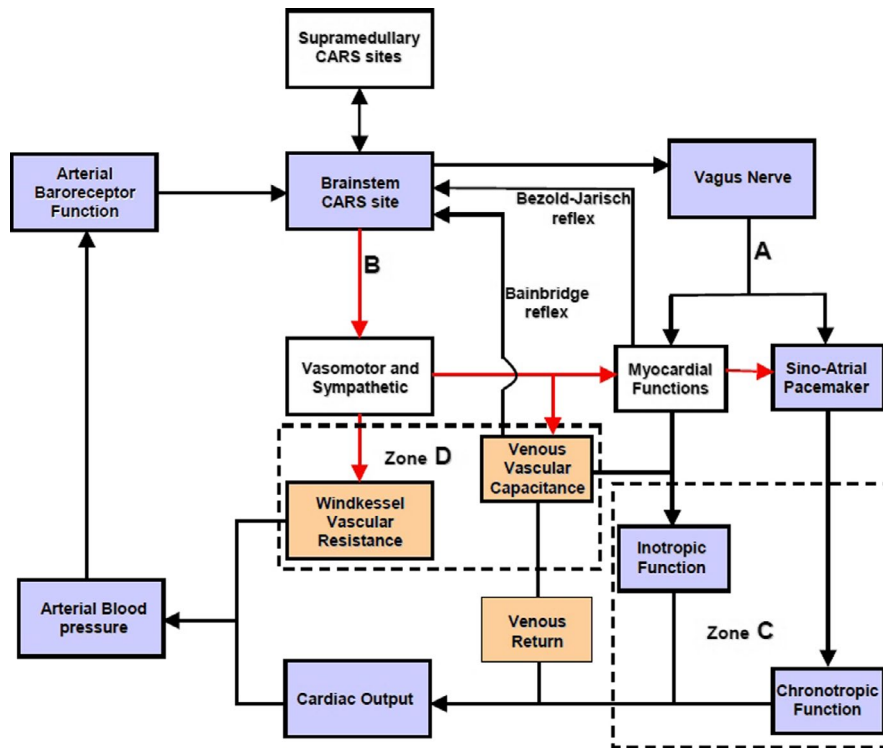 Supramedullary
CARS sites
Arterial
Baroreceptor
Function
Brainstem
CARS site
Vagus Nerve
Bezold-Jarisch
reflex
A
B
Bainbridge
reflex
Vasomotor and
Sympathetic
Myocardial
Functions
Sino-Atrial
Pacemaker
Zone D
Venous
Vascular
Capacitance
Windkessel
Vascular
Resistance
Inotropic
Function
Arterial Blood
pressure
Venous
Return
Zone C
Cardiac Output
Chronotropic
Function